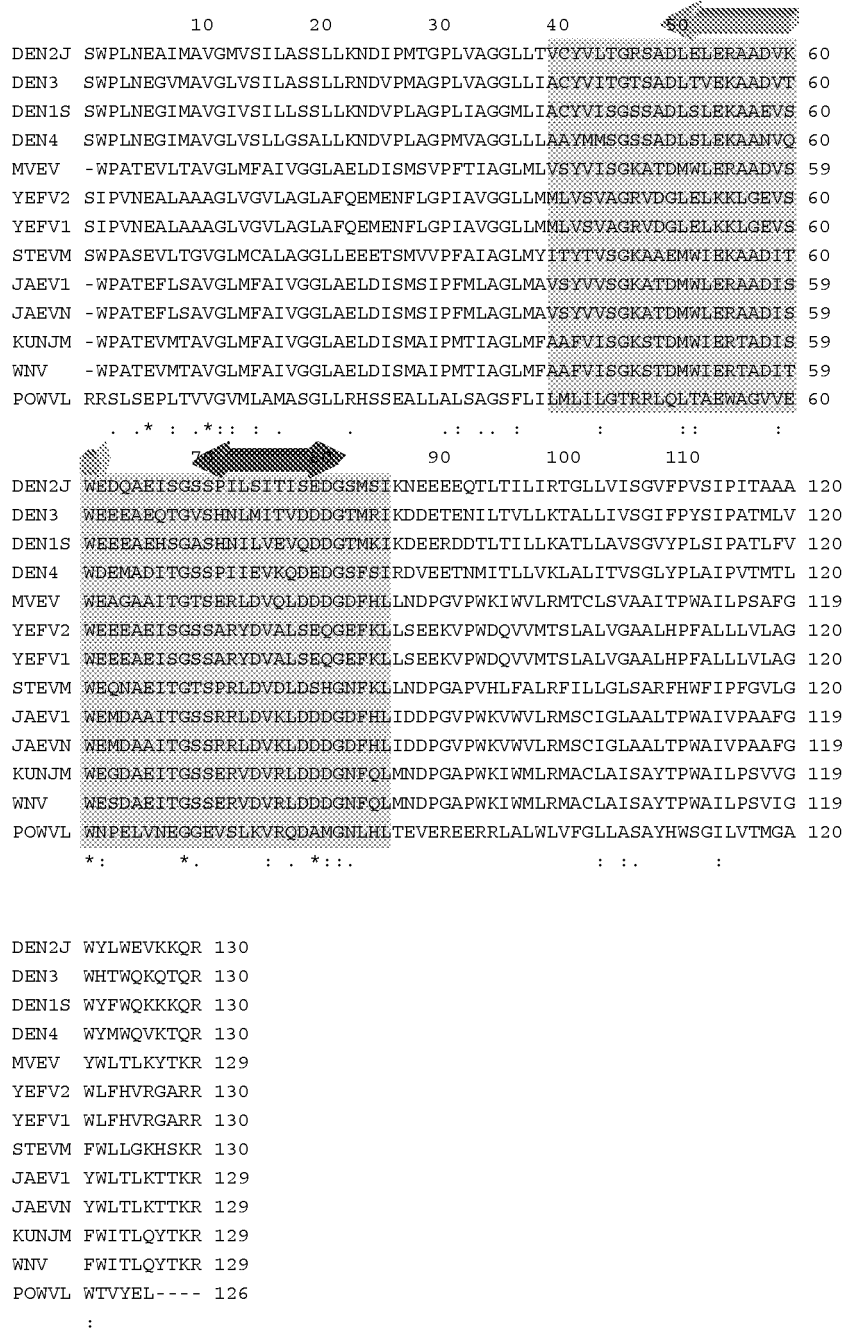 10 20 30 40 50
DEN2J SWPLNEAIMAVGMVSILASSLLKNDIPMTGPLVAGGLLTVCYVLTGRSADLELERAADVK 60
DEN3 SWPLNEGVMAVGLVSILASSLLRNDVPMAGPLVAGGLLIACYVITGTSADLTVEKAADVT 60
DEN1S SWPLNEGIMAVGIVSILLSSLLKNDVPLAGPLIAGGMLIACYVISGSSADLSLEKAAEVS 60
DEN4 SWPLNEGIMAVGLVSLLGSALLKNDVPLAGPMVAGGLLLAAYMMSGSSADLSLEKAANVQ 60
MVEV -WPATEVLTAVGLMFAIVGGLAELDISMSVPFTIAGLMLVSYVISGKATDMWLERAADVS 59
YEFV2 SIPVNEALAAAGLVGVLAGLAFQEMENFLGPIAVGGLLMMLVSVAGRVDGLELKKLGEVS 60
YEFV1 SIPVNEALAAAGLVGVLAGLAFQEMENFLGPIAVGGLLMMLVSVAGRVDGLELKKLGEVS 60
STEVM SWPASEVLTGVGLMCALAGGLLEEETSMVVPFAIAGLMYITYTVSGKAAEMWIEKAADIT 60
JAEV1 -WPATEFLSAVGLMFAIVGGLAELDISMSIPFMLAGLMAVSYVVSGKATDMWLERAADIS 59
JAEVN -WPATEFLSAVGLMFAIVGGLAELDISMSIPFMLAGLMAVSYVVSGKATDMWLERAADIS 59
KUNJM -WPATEVMTAVGLMFAIVGGLAELDIDSMAIPMTIAGLMFAAFVISGKSTDMWIERTADIS 59
WNV -WPATEVMTAVGLMFAIVGGLAELDIDSMAIPMTIAGLMFAAFVISGKSTDMWIERTADIT 59
POWVL RRSLSEPLTVVGVMLAMASGLLRHSSEALLALSAGSFLILMLILGTRRLQLTAEWAGVVE 60
. .* : .*:: : . . .: . . : : .: :
90 100 110
DEN2J WEDQAEISGSSPILSITISEDGSMSIKNEEEEQTLTILIRTGLLVISGVFPVSIPITAAA 120
DEN3 WEEEAEQTGVSHNLMITVDDDGTMRIKDDETENILTVLLKTALLIVSGIFPYSIPATMLV 120
DEN1S WEEEAEHSGASHNILVEVQDDGTMKIKDEERDDTLTILLKATLLAVSGVYPLSIPATLFV 120
DEN4 WDEMADITGSSPIIEVKQDEDGSFSIRDVEETNMITLLVKLALITVSGLYPLAIPVTMTL 120
MVEV WEAGAAITGTSERLDVQLDDDGDFHLLNDPGVPWKIWVLRMTCLSVAAITPWAILPSAFG 119
YEFV2 WEEEAEISGSSARYDVALSEQGEFKLLSEEKVPWDQVVMTSLALVGAALHPFALLLVLAG 120
YEFV1 WEEEAEISGSSARYDVALSEQGEFKLLSEEKVPWDQVVMTSLALVGAALHPFALLLVLAG 120
STEVM WEQNAEITGTSPRLDVDLDSHGNFKLLNDPGAPVHLFALRFILLGLSARFHWFIPFGVLG 120
JAEV1 WEMDAAITGSSRRLDVKLDDDGDFHLIDDPGVPWKVWVLRMSCIGLAALTPWAIVPAAFG 119
JAEVN WEMDAAITGSSRRLDVKLDDDGDFHLIDDPGVPWKVWVLRMSCIGLAALTPWAIVPAAFG 119
KUNJM WEGDAEITGSSERVDVRLDDDGNFQLMNDPGAPWKIWMLRMACLAISAYTPWAILPSVVG 119
WNV WESDAEITGSSERVDVRLDDDGNFQLMNDPGAPWKIWMLRMACLAISAYTPWAILPSVIG 119
POWVL WNPELVNEGGEVSLKVRQDAMGNLHLTEVEREERRLALWLVFGLLASAYHWSGILVTMGA 120
*: *. : . *::. : .. :
DEN2J WYLWEVKKQR 130
DEN3 WHTWQKQTQR 130
DEN1S WYFWQKKKQR 130
DEN4 WYMWQVKTQR 130
MVEV YWLTLKYTKR 129
YEFV2 WLFHVRGARR 130
YEFV1 WLFHVRGARR 130
STEVM FWLLGKHSKR 130
JAEV1 YWLTLKTTKR 129
JAEVN YWLTLKTTKR 129
KUNJM FWITLQYTKR 129
WNV FWITLQYTKR 129
POWVL WTVYEL---- 126
: